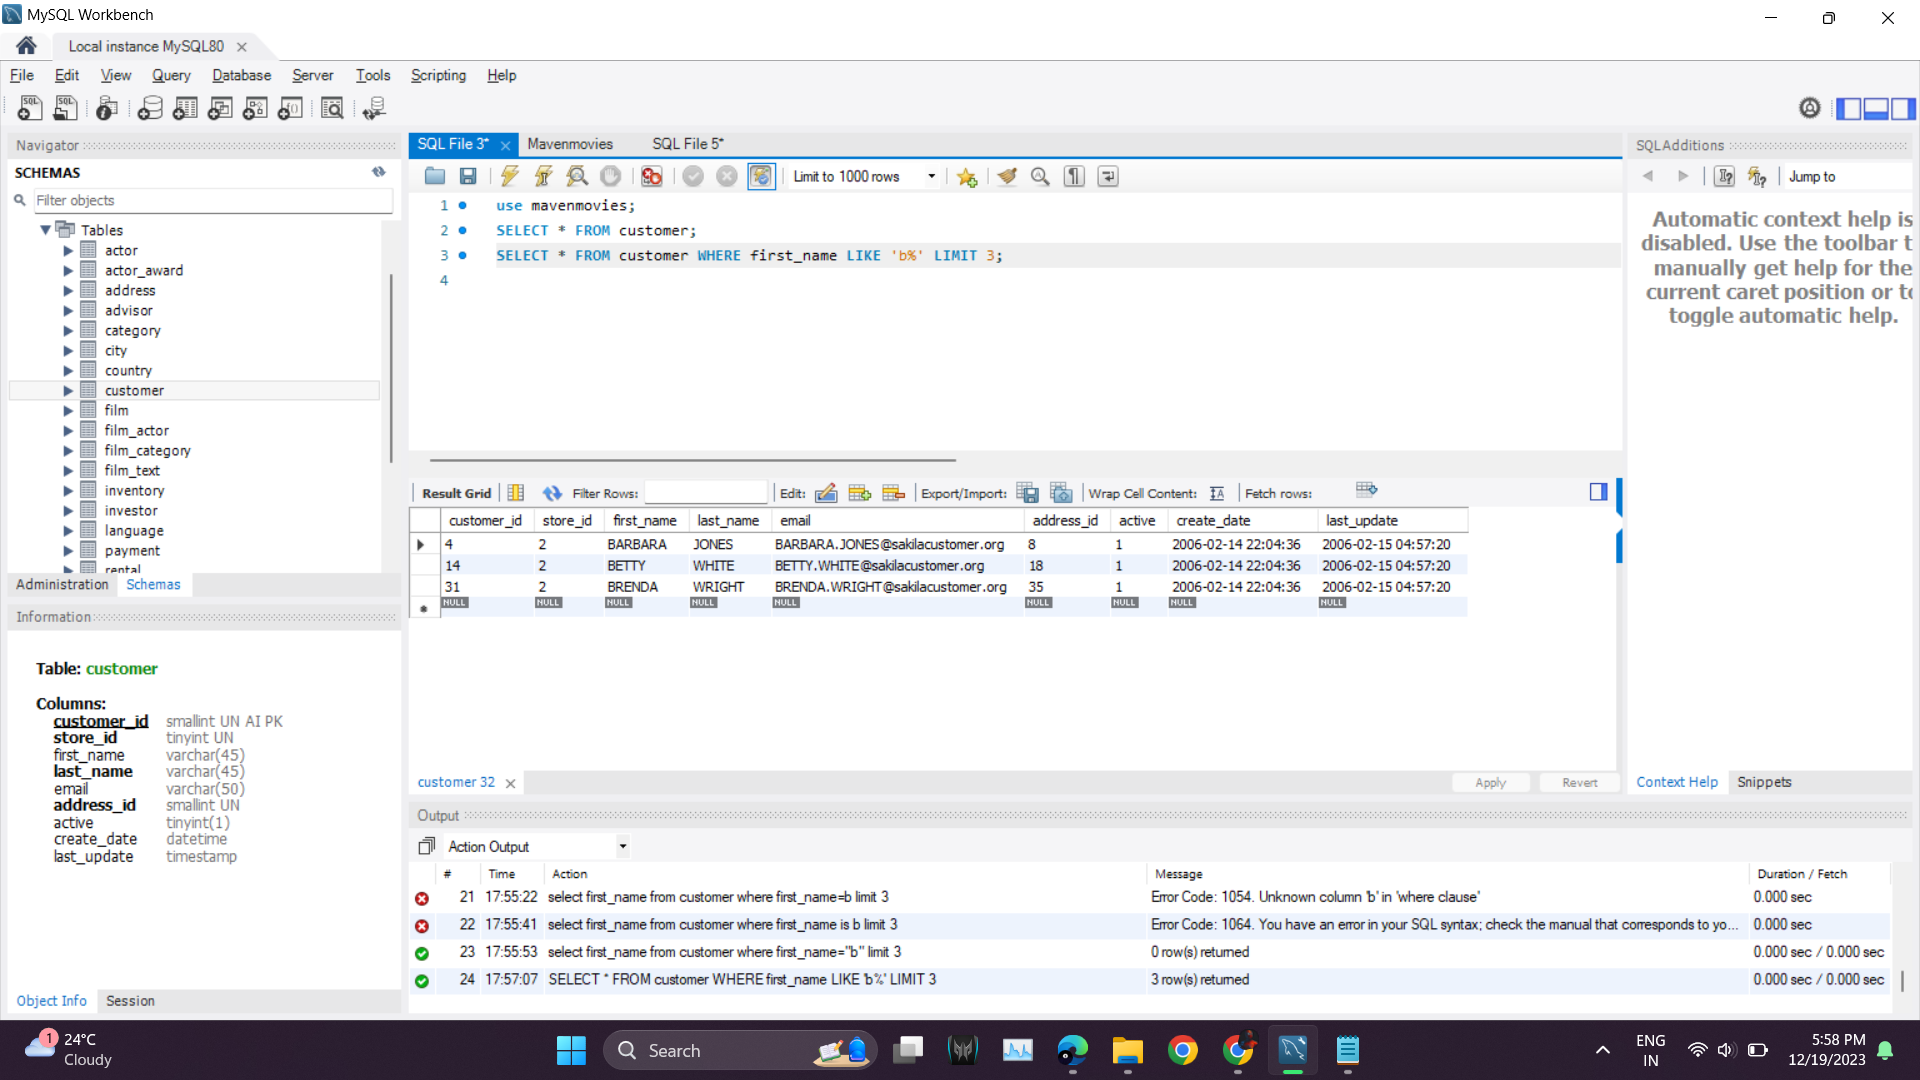 MySQL Workbench
Local instance MySQL80
File Edit View Query Database Server Tools Scripting Help
Navigator
SCHEMAS
Filter objects
Tables
actor
actor_award
address
advisor
category
city
country
customer
film
film_actor
film_category
film_text
inventory
investor
language
payment
rental
Administration Schemas
Information
Table: customer
Columns:
customer_id smallint UN AI PK
store_id tinyint UN
first_name varchar(45)
last_name varchar(45)
email varchar(50)
address_id smallint UN
active tinyint(1)
create_date datetime
last_update timestamp
Object Info Session
SQL File 3* Mavenmovies SQL File 5*
Limit to 1000 rows
1 use mavenmovies;
2 SELECT * FROM customer;
3 SELECT * FROM customer WHERE first_name LIKE 'b%' LIMIT 3;
4
Result Grid Filter Rows: Edit: Export/Import: Wrap Cell Content: IA Fetch rows:
customer_id store_id first_name last_name email address_id active create_date last_update
4 2 BARBARA JONES BARBARA.JONES@sakilacustomer.org 8 1 2006-02-14 22:04:36 2006-02-15 04:57:20
14 2 BETTY WHITE BETTY.WHITE@sakilacustomer.org 18 1 2006-02-14 22:04:36 2006-02-15 04:57:20
31 2 BRENDA WRIGHT BRENDA.WRIGHT@sakilacustomer.org 35 1 2006-02-14 22:04:36 2006-02-15 04:57:20
NULL NULL NULL NULL NULL NULL NULL NULL NULL
customer 32 Apply Revert
SQLAdditions
Jump to
Automatic context help is
disabled. Use the toolbar t
manually get help for the
current caret position or to
toggle automatic help.
Context Help Snippets
Output
Action Output
# Time Action Message Duration / Fetch
21 17:55:22 select first_name from customer where first_name=b limit 3 Error Code: 1054. Unknown column 'b' in 'where clause' 0.000 sec
22 17:55:41 select first_name from customer where first_name is b limit 3 Error Code: 1064. You have an error in your SQL syntax; check the manual that corresponds to yo... 0.000 sec
23 17:55:53 select first_name from customer where first_name="b" limit 3 0 row(s) returned 0.000 sec / 0.000 sec
24 17:57:07 SELECT * FROM customer WHERE first_name LIKE 'b%' LIMIT 3 3 row(s) returned 0.000 sec / 0.000 sec
1
24°C
Cloudy
Search
ENG
IN
5:58 PM
12/19/2023